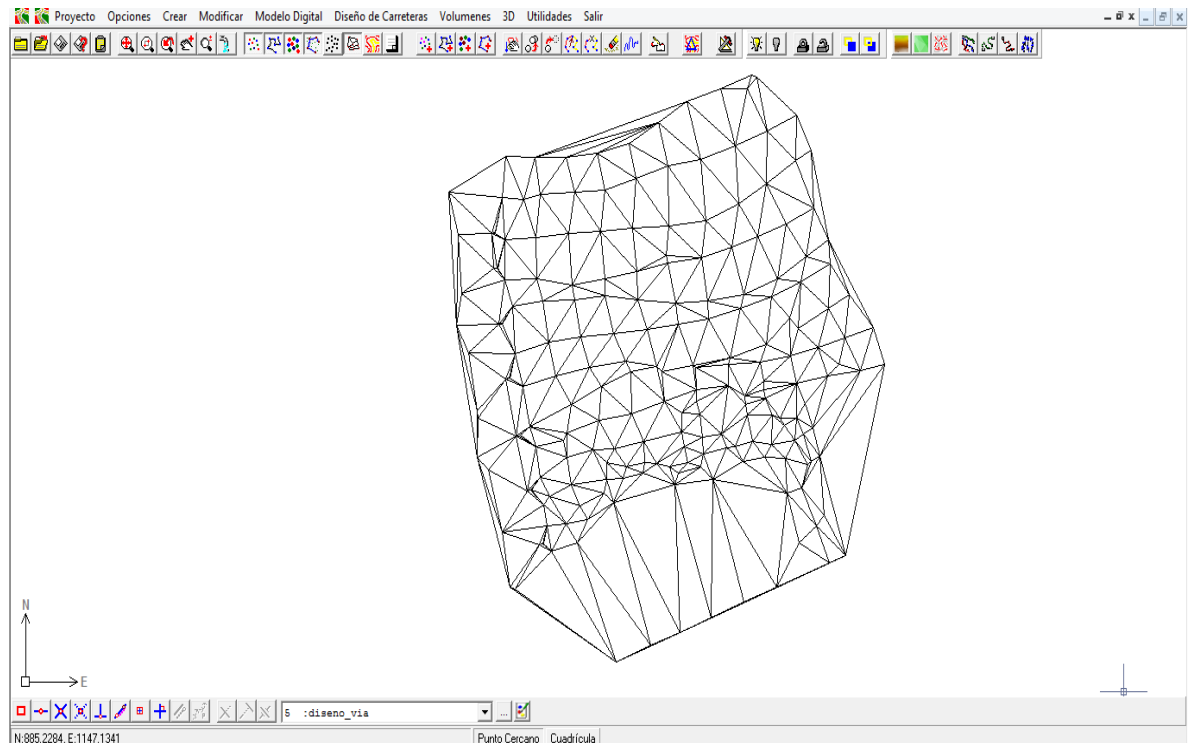 Proyecto Opciones Crear Modificar Modelo Digital Diseño de Carreteras Volumenes 3D Utilidades Salir
N
E
5 :diseno_via
N:885.2284, E:1147.1341 Punto Cercano Cuadrícula